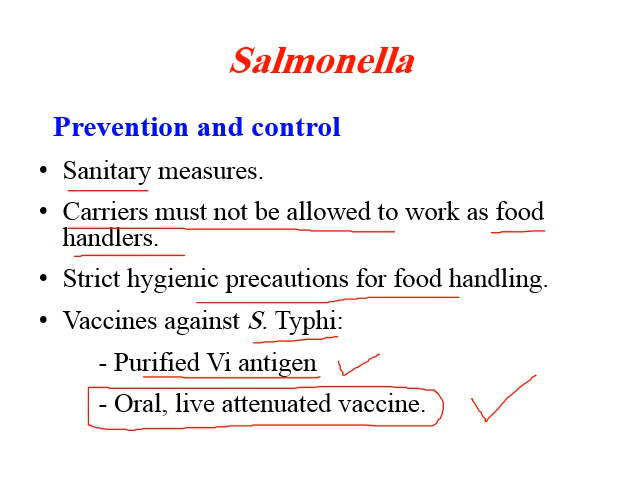 Salmonella
Prevention and control
• Sanitary measures.
• Carriers must not be allowed to work as food
handlers.
• Strict hygienic precautions for food handling.
• Vaccines against S. Typhi:
- Purified Vi antigen
- Oral, live attenuated vaccine.